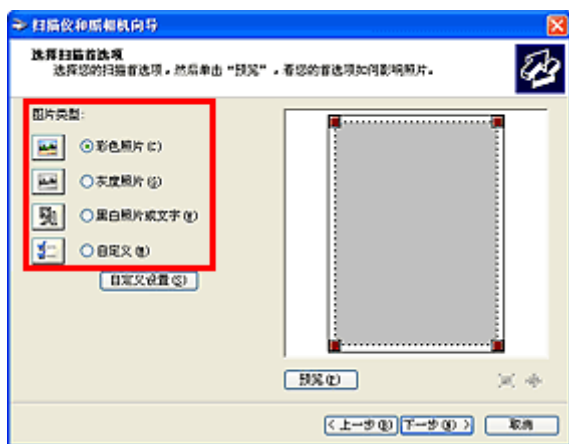 扫描仪和照相机向导
选择扫描首选项
选择您的扫描首选项，然后单击“预览”，看您的首选项如何影响照片。
图片类型:
彩色照片(C)
灰度照片(G)
黑白照片或文字(W)
自定义(M)
自定义设置(S)
预览(P)
< 上一步(B) 下一步(N) > 取消